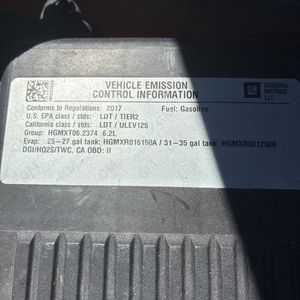 VEHICLE EMISSION
CONTROL INFORMATION
GM
GENERAL
MOTORS
LLC
Conforms to Regulations: 2017 Fuel: Gasoline
U.S. EPA class / stds: LDT / TIER2
California class / stds: LDT / ULEV125
Group: HGMXT06.2374 6.2L
Evap: 25-27 gal tank: HGMXR016150A / 31-35 gal tank: HGMXR021250B
DGI/HO2S/TWC, CA OBD: II